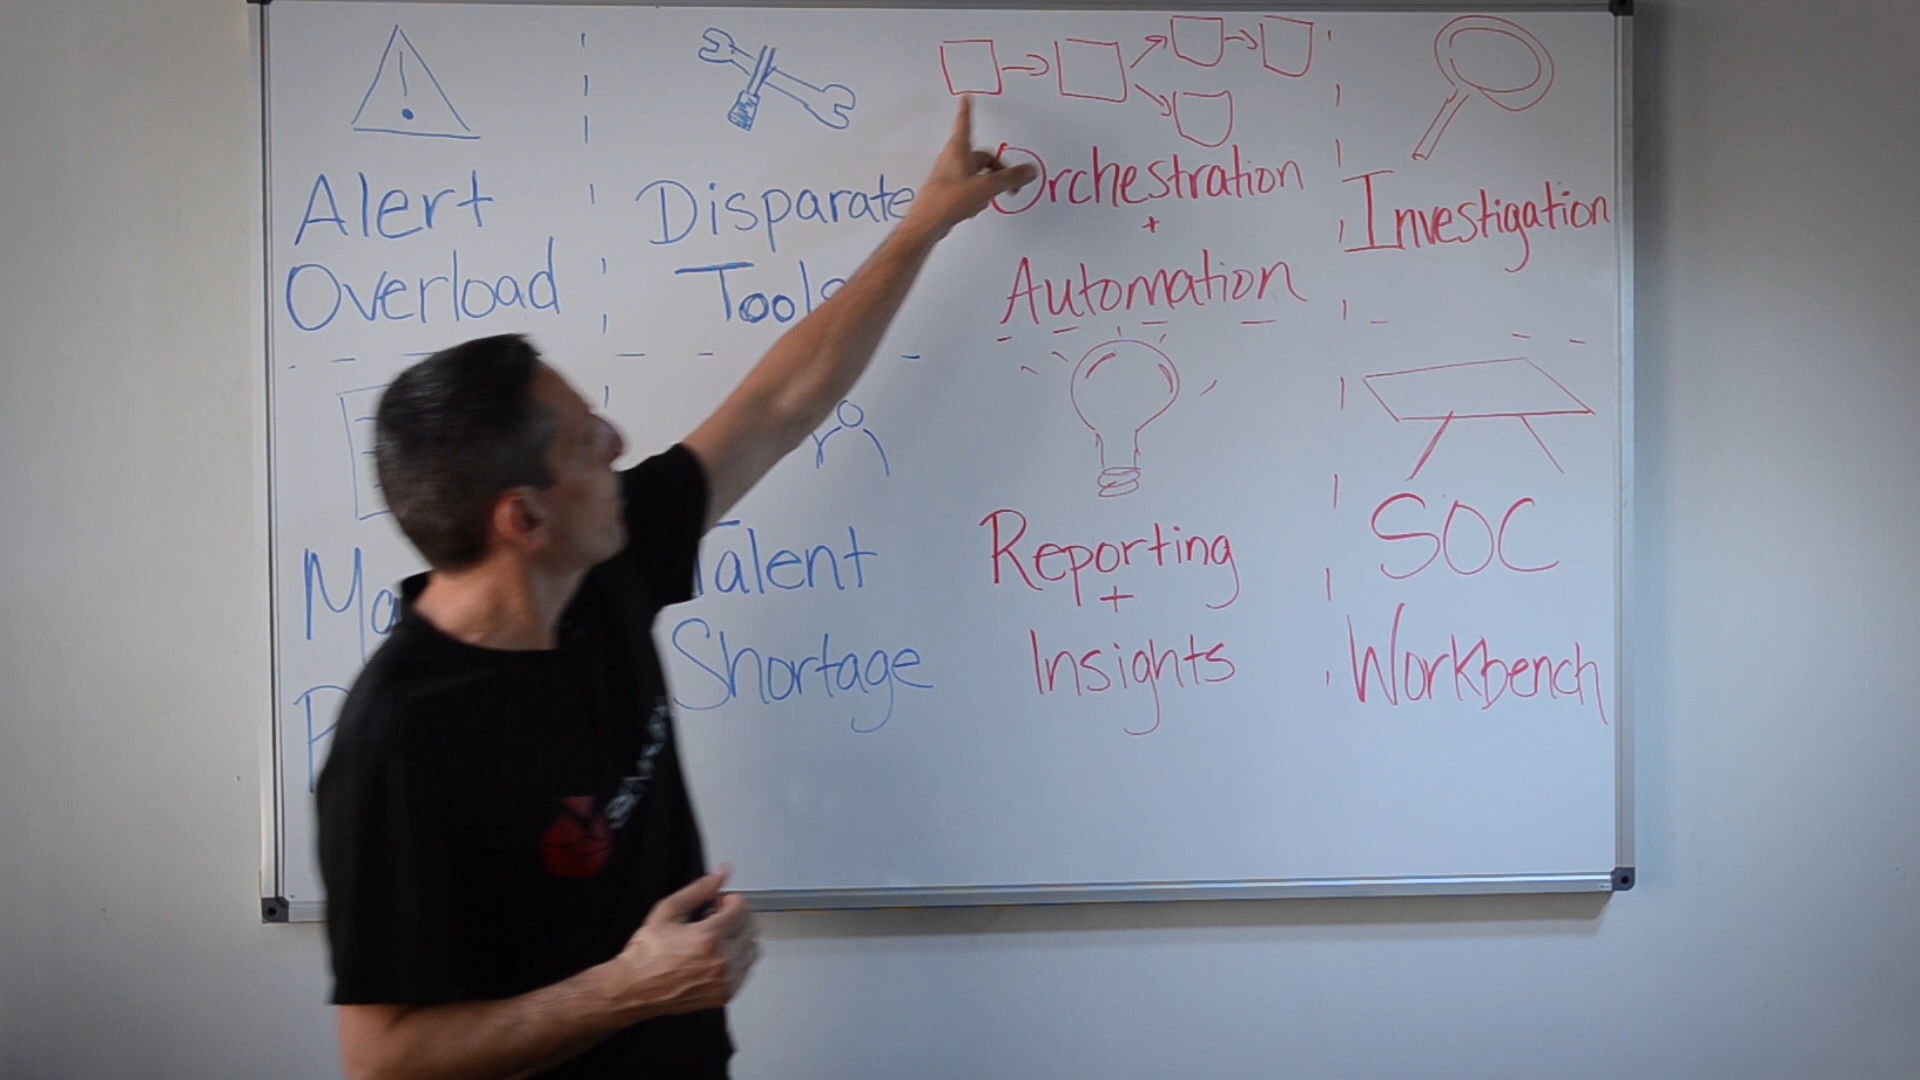 Alert
Overload
Disparate
Tools
Orchestration
+
Automation
Investigation
Talent
Shortage
Reporting
+
Insights
SOC
Workbench